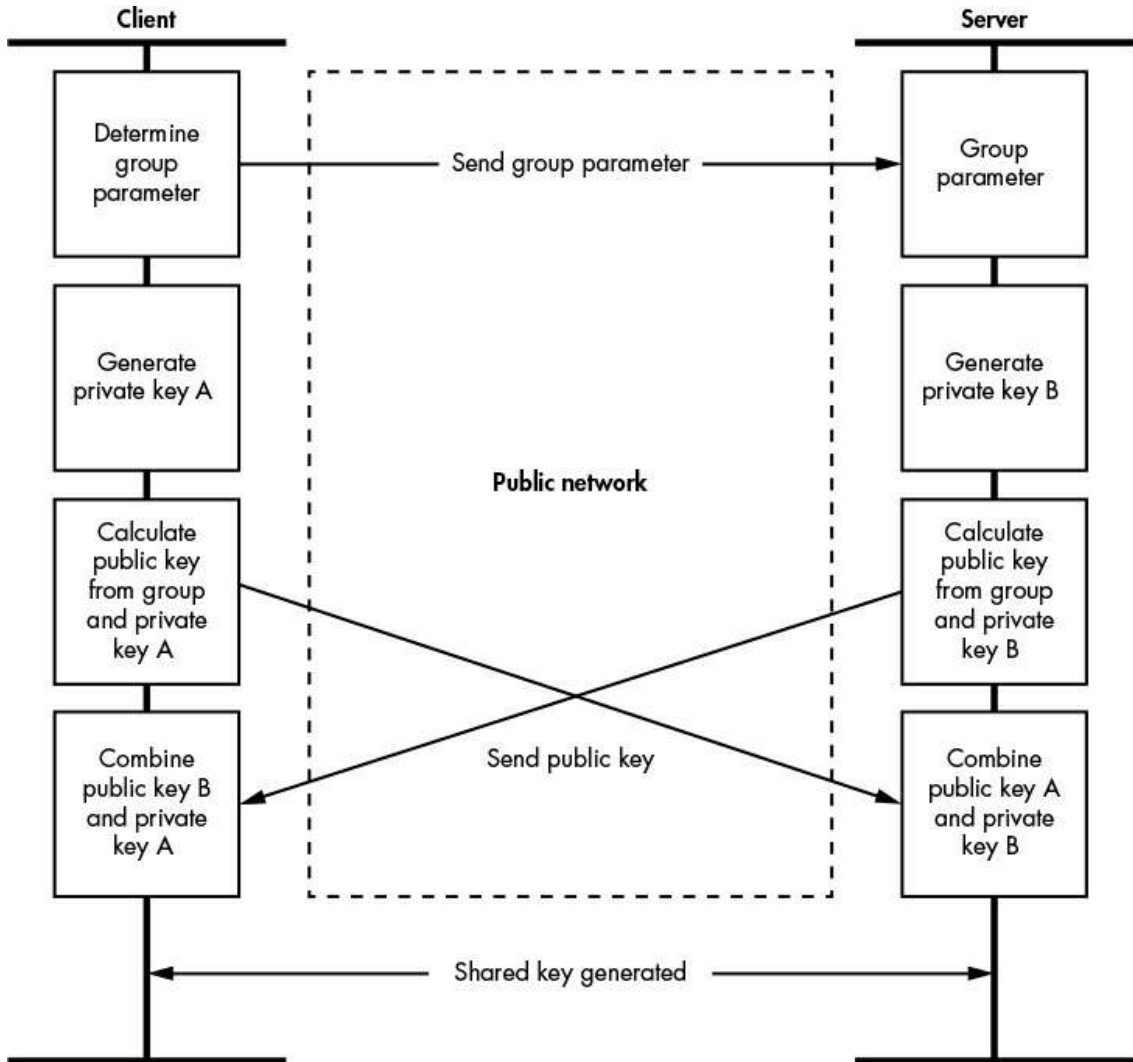 Client
Server
Determine
group
parameter
Send group parameter
Group
parameter
Generate
private key A
Generate
private key B
Public network
Calculate
public key
from group
and private
key A
Calculate
public key
from group
and private
key B
Send public key
Combine
public key B
and private
key A
Combine
public key A
and private
key B
Shared key generated